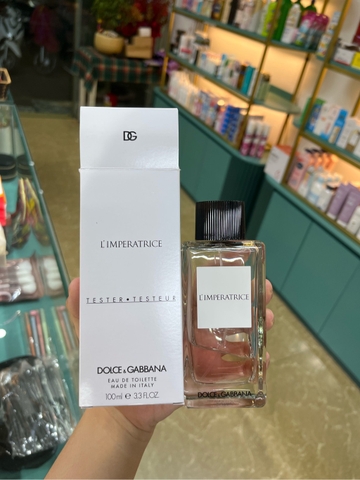 DG
L'IMPERATRICE
TESTER•TESTEUR
DOLCE&GABBANA
EAU DE TOILETTE
MADE IN ITALY
100ml ℮ 3.3 FL.OZ.
L'IMPERATRICE
DOLCE&GABBANA